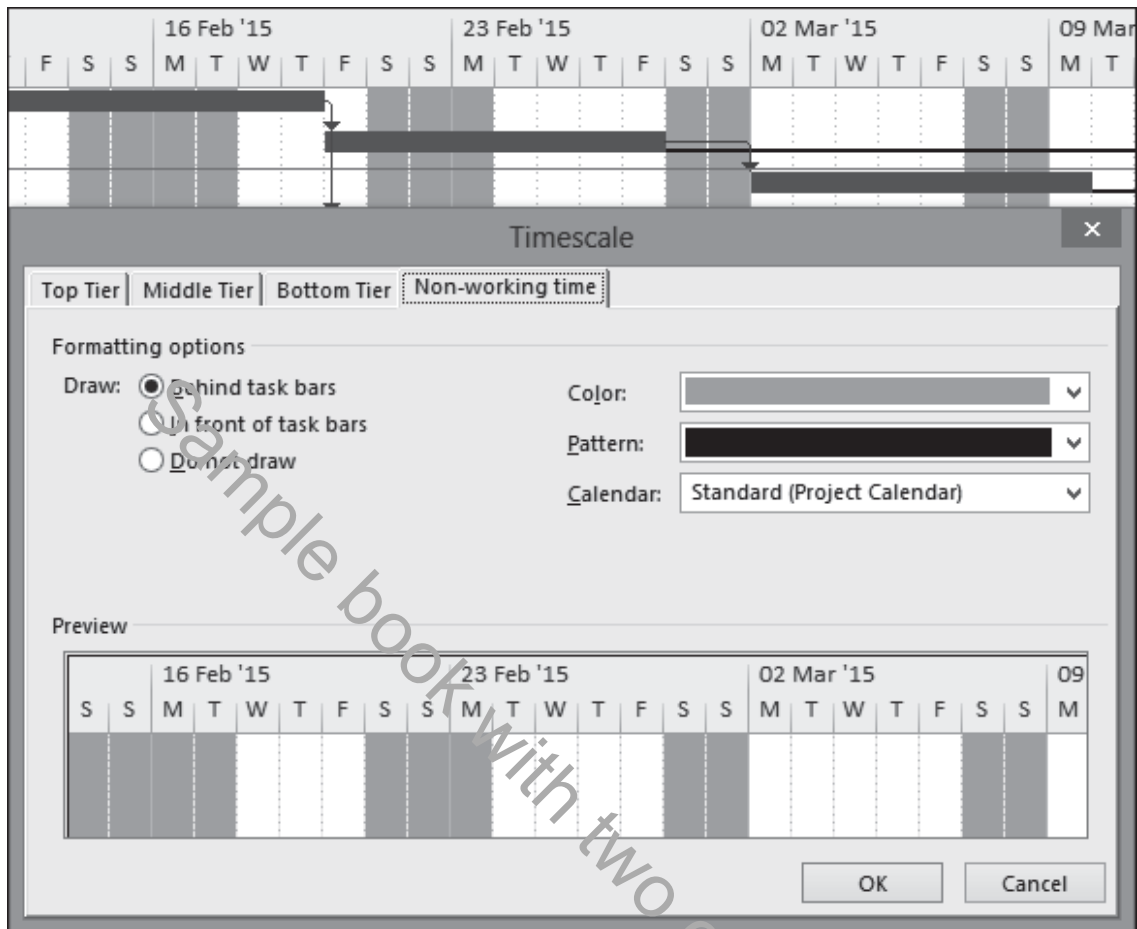 16 Feb '15 23 Feb '15 02 Mar '15 09 Mar
F S S M T W T F S S M T W T F S S M T W T F S S M T
Timescale
Top Tier Middle Tier Bottom Tier Non-working time
Formatting options
Draw: Behind task bars
In front of task bars
Do not draw
Color:
Pattern:
Calendar: Standard (Project Calendar)
Preview
16 Feb '15 23 Feb '15 02 Mar '15 09
S S M T W T F S S M T W T F S S M T W T F S S M
OK Cancel
Sample book with two